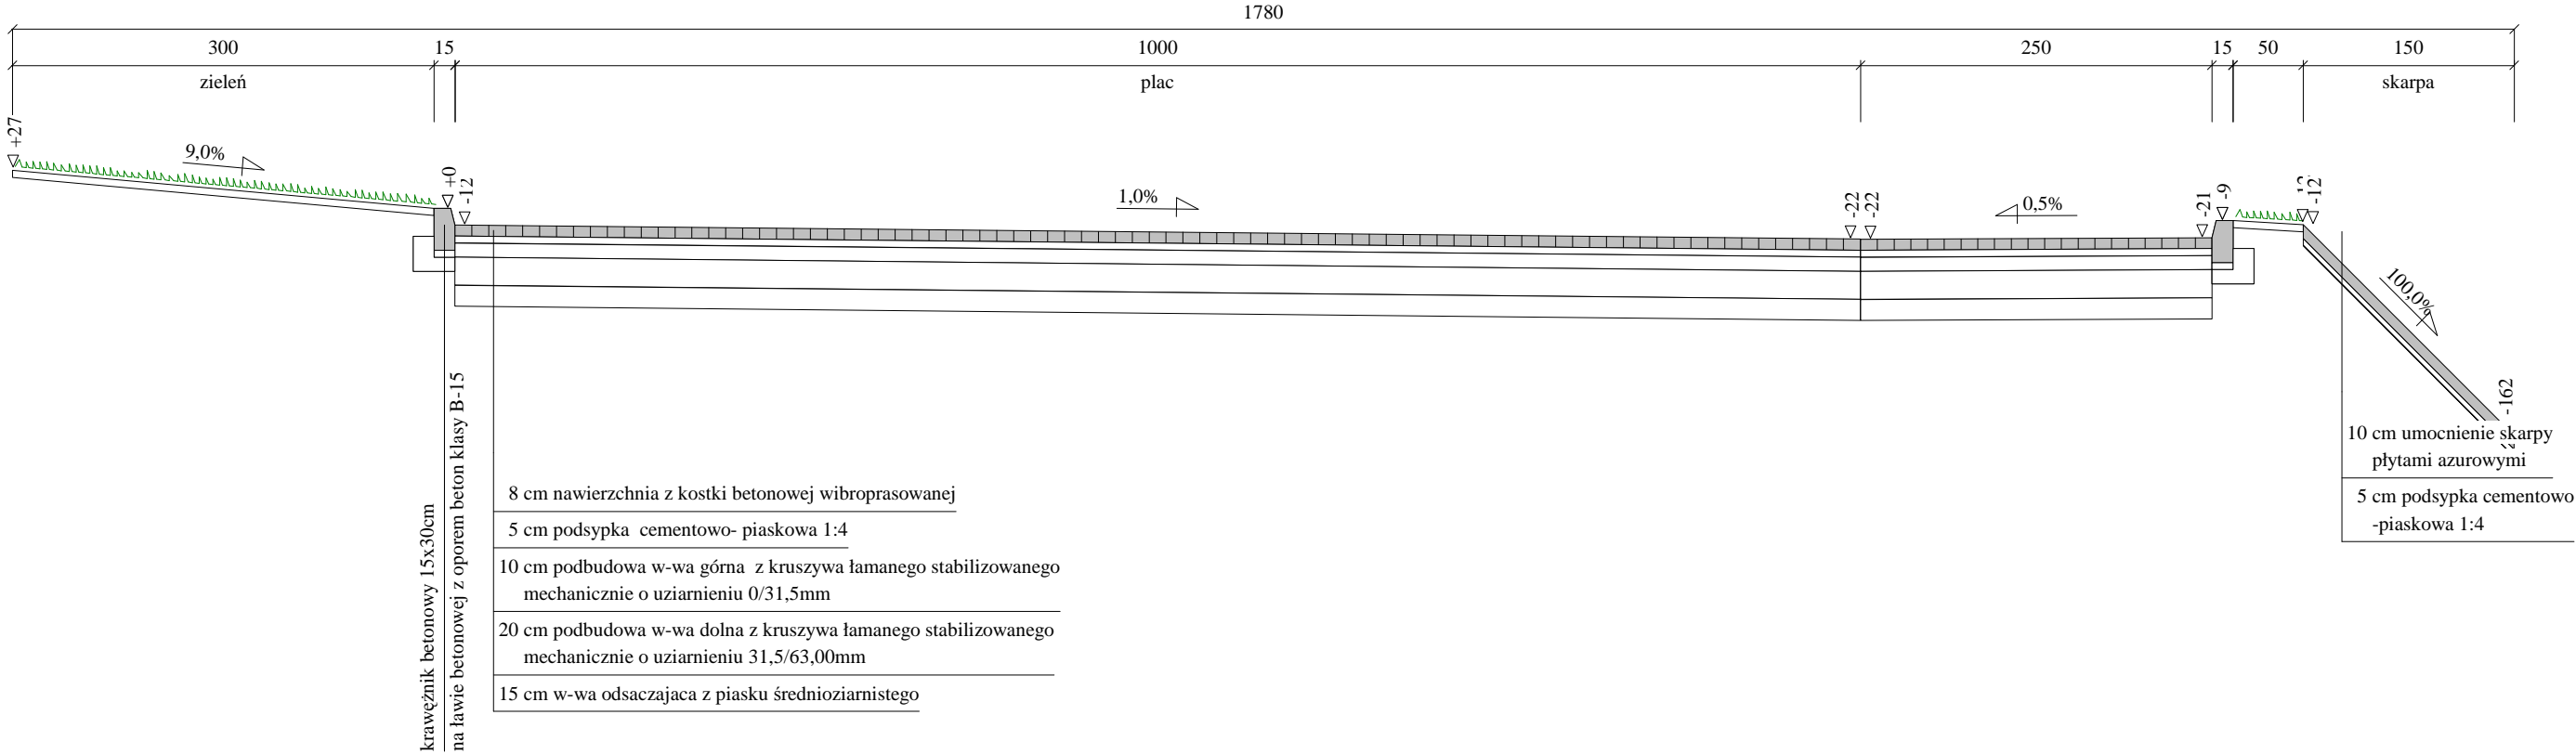 1780
300 15 1000 250 15 50 150
zieleń plac skarpa
+27
9,0%
+0
-12
1,0%
-22
-22
0,5%
-21
-9
-12
100,0%
-162
10 cm umocnienie skarpy
płytami azurowymi
5 cm podsypka cementowo
-piaskowa 1:4
krawężnik betonowy 15x30cm
na ławie betonowej z oporem beton klasy B-15
8 cm nawierzchnia z kostki betonowej wibroprasowanej
5 cm podsypka cementowo- piaskowa 1:4
10 cm podbudowa w-wa górna z kruszywa łamanego stabilizowanego
mechanicznie o uziarnieniu 0/31,5mm
20 cm podbudowa w-wa dolna z kruszywa łamanego stabilizowanego
mechanicznie o uziarnieniu 31,5/63,00mm
15 cm w-wa odsaczajaca z piasku średnioziarnistego